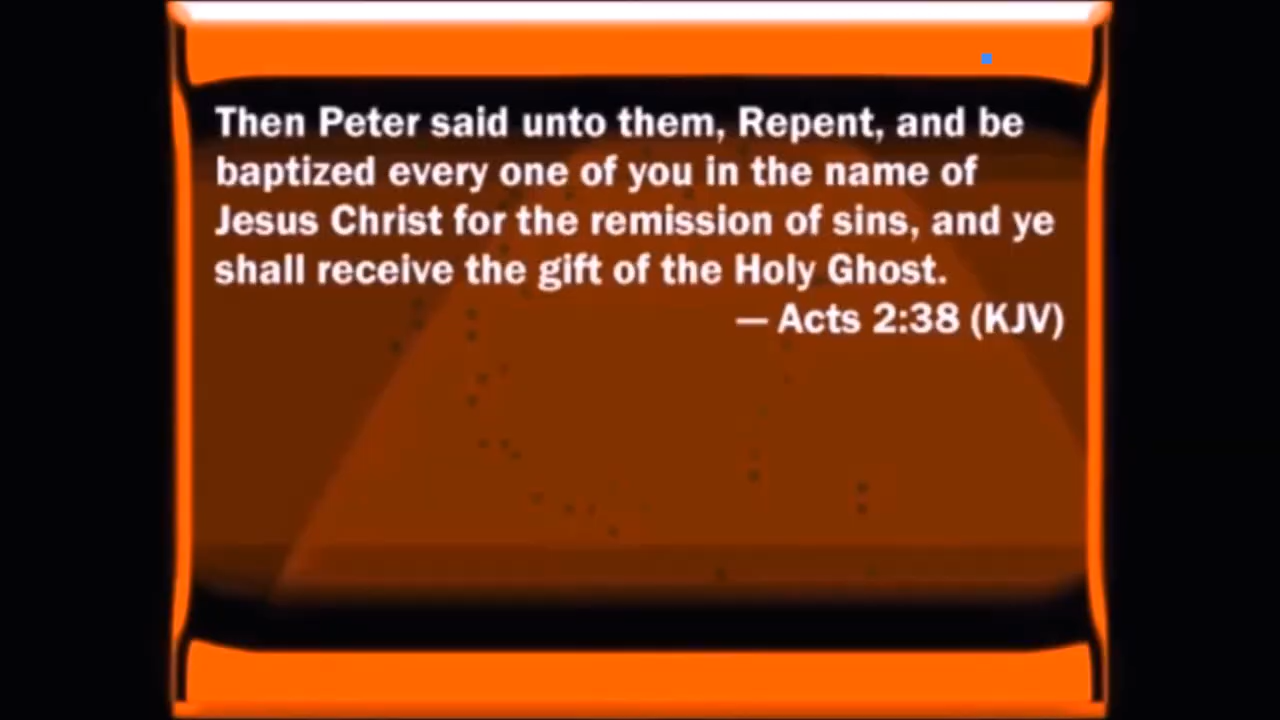 Then Peter said unto them, Repent, and be
baptized every one of you in the name of
Jesus Christ for the remission of sins, and ye
shall receive the gift of the Holy Ghost.
— Acts 2:38 (KJV)